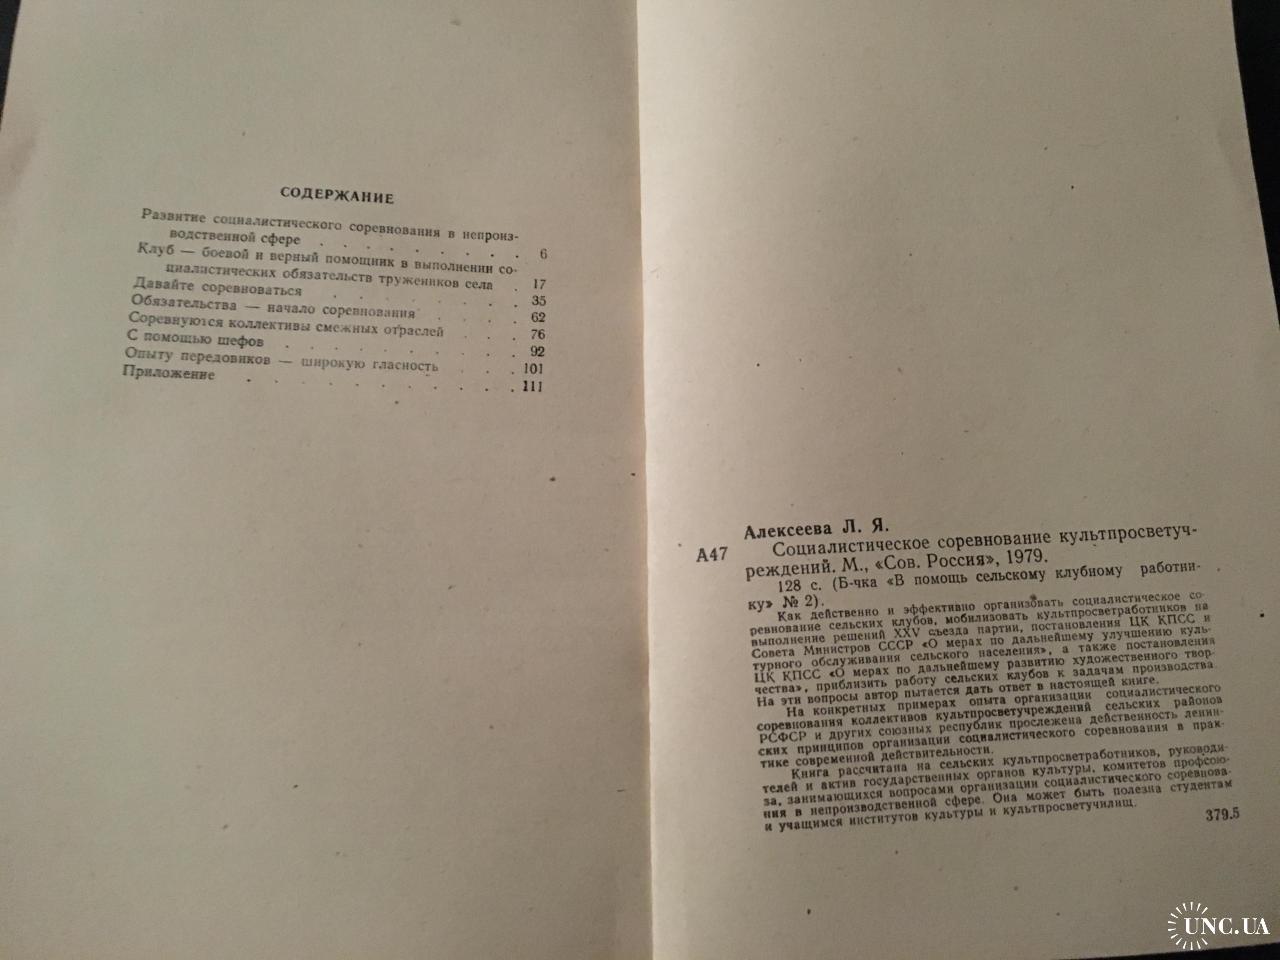 СОДЕРЖАНИЕ
Развитие социалистического соревнования в непроиз-
водственной сфере . . . . . . . . 6
Клуб — боевой и верный помощник в выполнении со-
циалистических обязательств тружеников села . 17
Давайте соревноваться . . . . . . 35
Обязательства — начало соревнования . . . . 62
Соревнуются коллективы смежных отраслей . . . 76
С помощью шефов . . . . . . . . 92
Опыту передовиков — широкую гласность . . . 101
Приложение . . . . . . . . . 111
Алексеева Л. Я.
А47 Социалистическое соревнование культпросветуч-
реждений. М., «Сов. Россия», 1979.
128 с. (Б-чка «В помощь сельскому клубному работни-
ку» № 2).
Как действенно и эффективно организовать социалистическое со-
ревнование сельских клубов, мобилизовать культпросветработников на
выполнение решений XXV съезда партии, постановления ЦК КПСС и
Совета Министров СССР «О мерах по дальнейшему улучшению куль-
турного обслуживания сельского населения», а также постановления
ЦК КПСС «О мерах по дальнейшему развитию художественного твор-
чества», приблизить работу сельских клубов к задачам производства.
На эти вопросы автор пытается дать ответ в настоящей книге.
На конкретных примерах опыта организации социалистического
соревнования коллективов культпросветучреждений сельских районов
РСФСР и других союзных республик прослежена действенность ленин-
ских принципов организации социалистического соревнования в прак-
тике современной действительности.
Книга рассчитана на сельских культпросветработников, руководи-
телей и актив государственных органов культуры, комитетов профсою-
за, занимающихся вопросами организации социалистического соревнова-
ния в непроизводственной сфере. Она может быть полезна студентам
и учащимся институтов культуры и культпросветучилищ.
379.5
UNC.UA